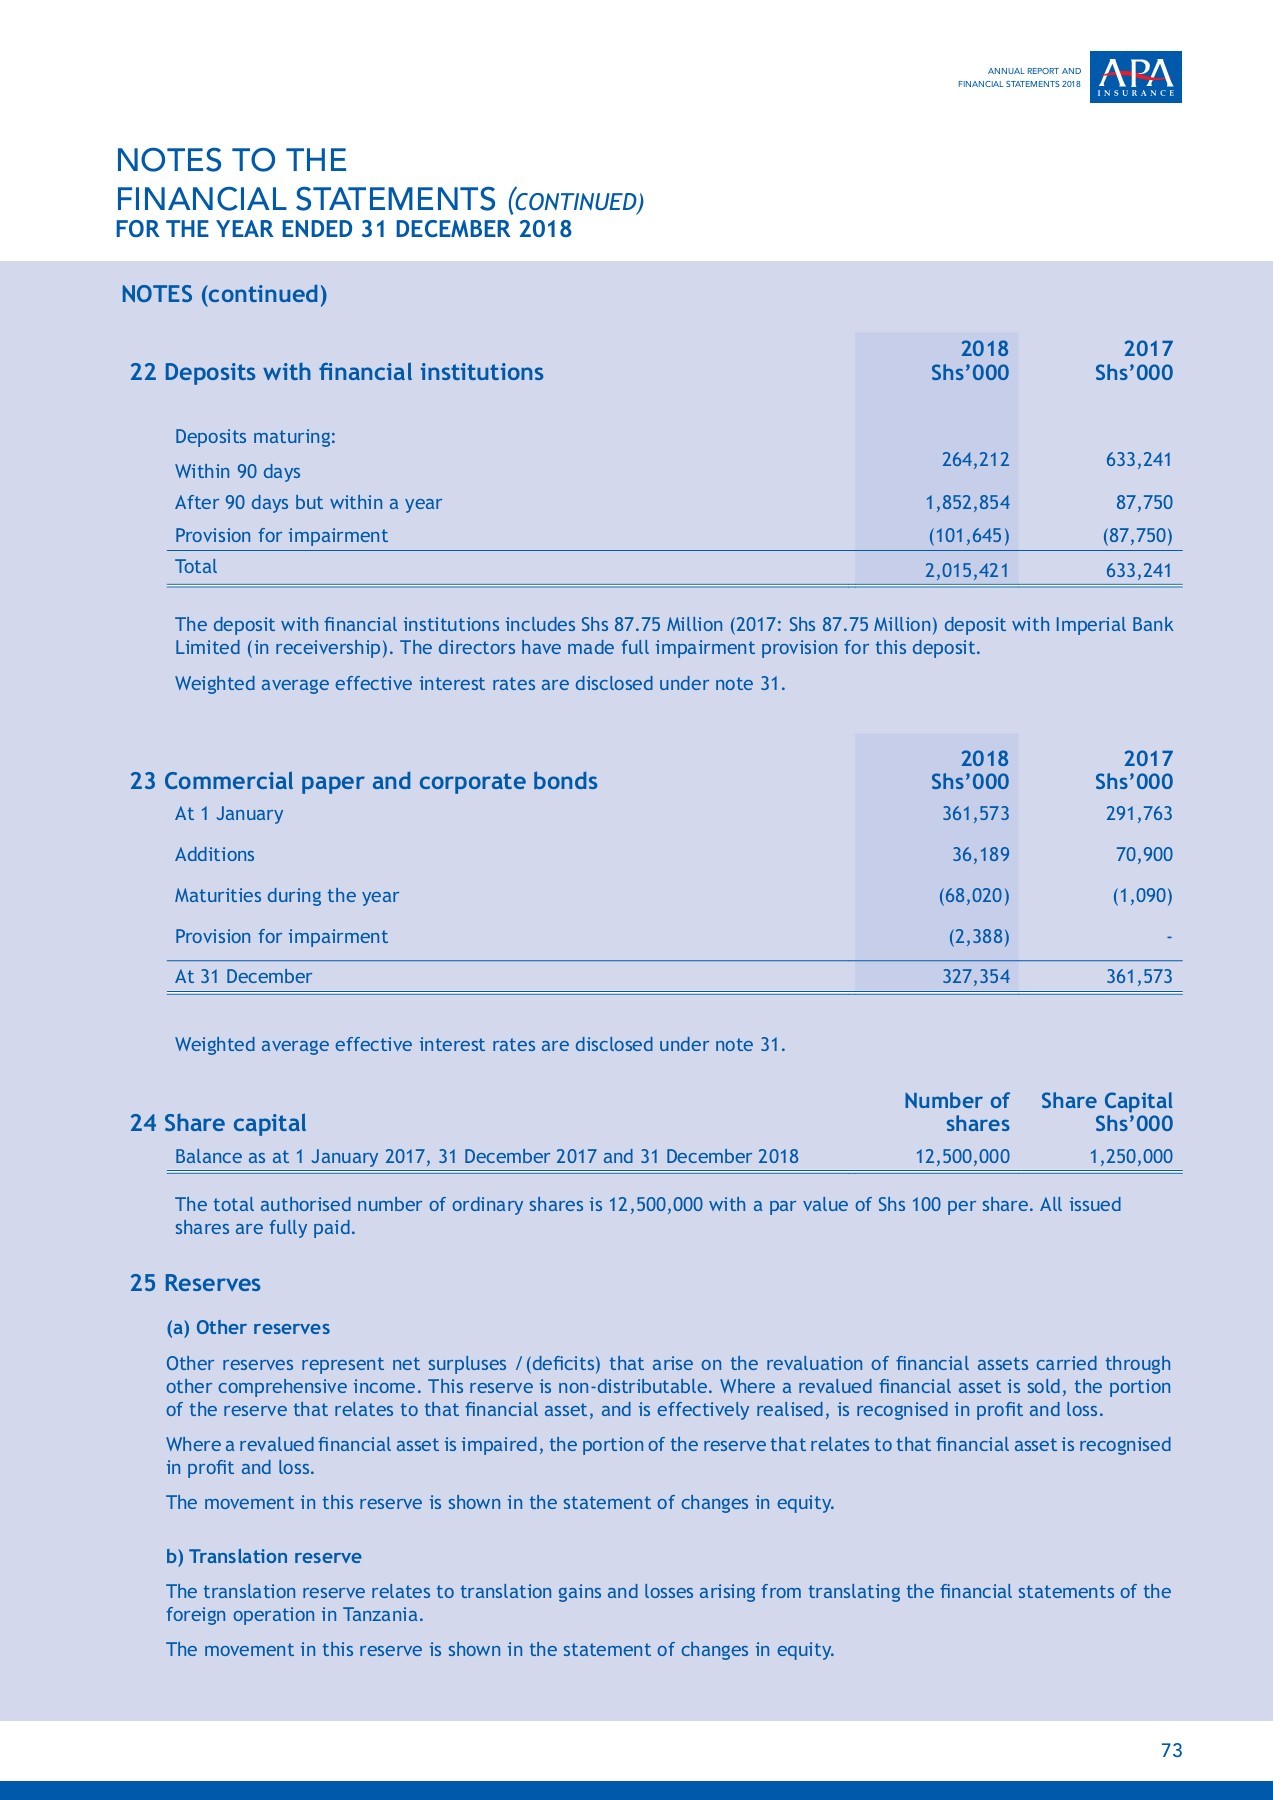 ANNUAL REPORT AND
FINANCIAL STATEMENTS 2018
APA
INSURANCE
NOTES TO THE
FINANCIAL STATEMENTS (CONTINUED)
FOR THE YEAR ENDED 31 DECEMBER 2018
NOTES (continued)
2018 2017
22 Deposits with financial institutions Shs’000 Shs’000
Deposits maturing:
Within 90 days 264,212 633,241
After 90 days but within a year 1,852,854 87,750
Provision for impairment (101,645) (87,750)
Total 2,015,421 633,241
The deposit with financial institutions includes Shs 87.75 Million (2017: Shs 87.75 Million) deposit with Imperial Bank
Limited (in receivership). The directors have made full impairment provision for this deposit.
Weighted average effective interest rates are disclosed under note 31.
2018 2017
23 Commercial paper and corporate bonds Shs’000 Shs’000
At 1 January 361,573 291,763
Additions 36,189 70,900
Maturities during the year (68,020) (1,090)
Provision for impairment (2,388) -
At 31 December 327,354 361,573
Weighted average effective interest rates are disclosed under note 31.
Number of Share Capital
24 Share capital shares Shs’000
Balance as at 1 January 2017, 31 December 2017 and 31 December 2018 12,500,000 1,250,000
The total authorised number of ordinary shares is 12,500,000 with a par value of Shs 100 per share. All issued
shares are fully paid.
25 Reserves
(a) Other reserves
Other reserves represent net surpluses /(deficits) that arise on the revaluation of financial assets carried through
other comprehensive income. This reserve is non-distributable. Where a revalued financial asset is sold, the portion
of the reserve that relates to that financial asset, and is effectively realised, is recognised in profit and loss.
Where a revalued financial asset is impaired, the portion of the reserve that relates to that financial asset is recognised
in profit and loss.
The movement in this reserve is shown in the statement of changes in equity.
b) Translation reserve
The translation reserve relates to translation gains and losses arising from translating the financial statements of the
foreign operation in Tanzania.
The movement in this reserve is shown in the statement of changes in equity.
73